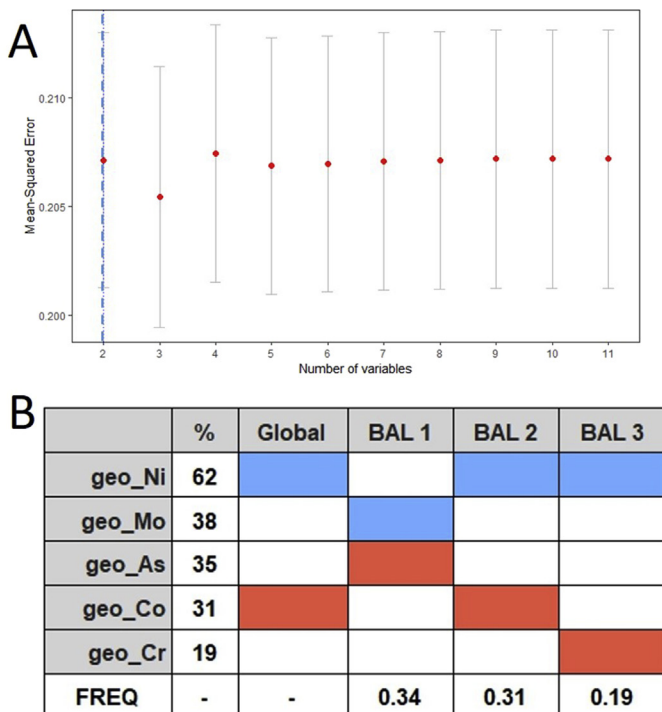 A
Mean-Squared Error
0.210
0.205
0.200
2 3 4 5 6 7 8 9 10 11
Number of variables
B
% Global BAL 1 BAL 2 BAL 3
geo_Ni 62
geo_Mo 38
geo_As 35
geo_Co 31
geo_Cr 19
FREQ - - 0.34 0.31 0.19